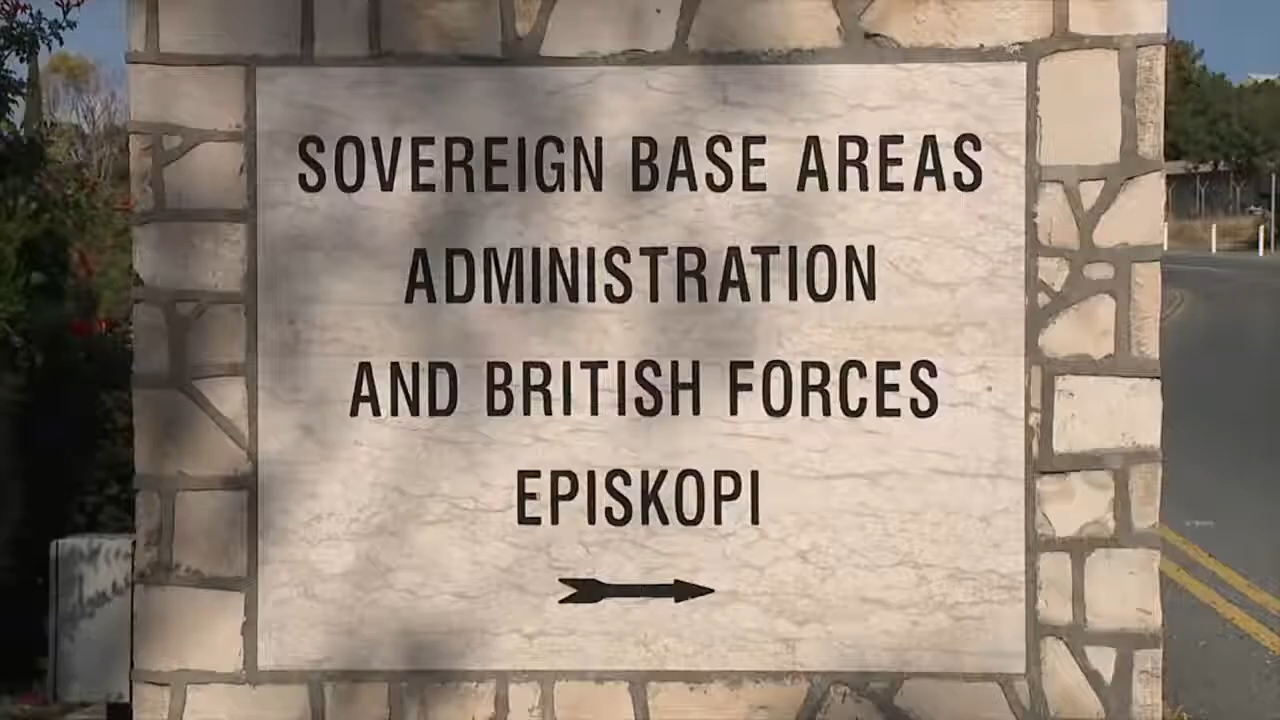 SOVEREIGN BASE AREAS
ADMINISTRATION
AND BRITISH FORCES
EPISKOPI